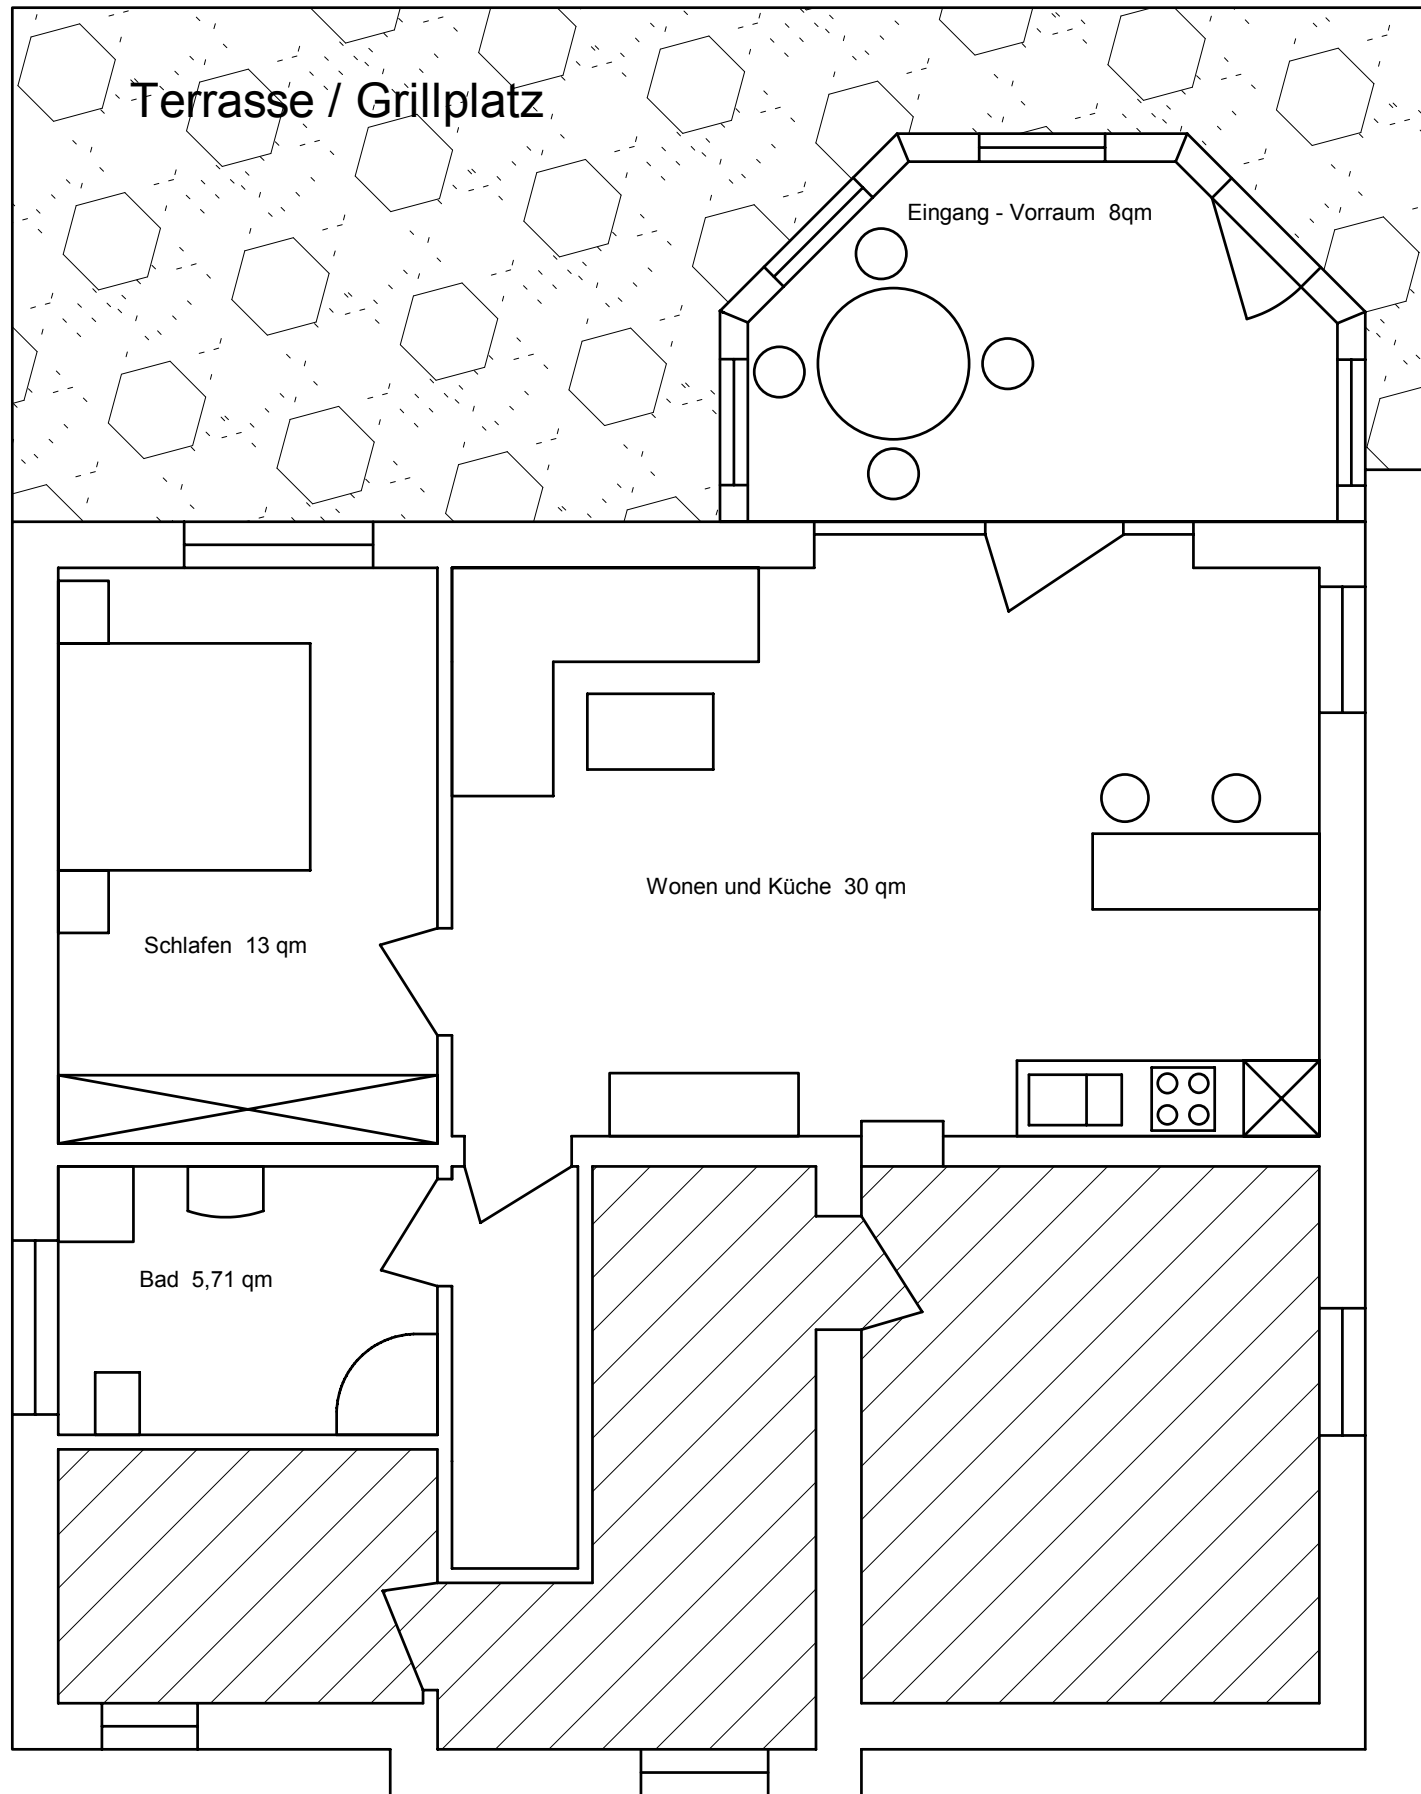 Terrasse / Grillplatz
Eingang - Vorraum  8qm
Wonen und Küche  30 qm
Schlafen  13 qm
Bad  5,71 qm